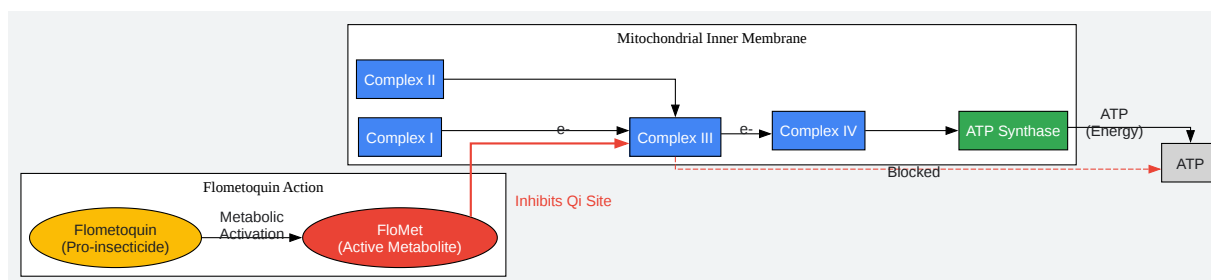 Mitochondrial Inner Membrane
Complex II
Complex I
e-
Complex III
e-
Complex IV
ATP Synthase
ATP
(Energy)
ATP
Blocked
Flometoquin Action
Inhibits Qi Site
Flometoquin
(Pro-insecticide)
Metabolic
Activation
FloMet
(Active Metabolite)